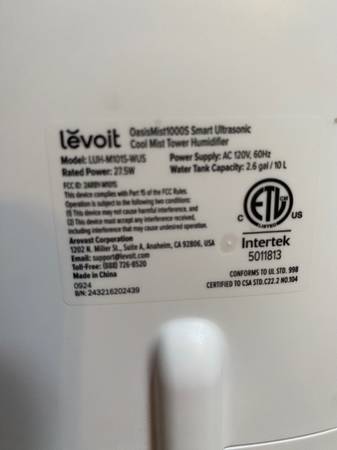 levoit
OasisMist1000S Smart Ultrasonic
Cool Mist Tower Humidifier
Model: LUH-M101S-WUS
Rated Power: 27.5W
Power Supply: AC 120V, 60Hz
Water Tank Capacity: 2.6 gal / 10 L
FCC ID:
This device complies with Part 15 of the FCC Rules.
Operation is subject to the following two conditions:
(1) This device may not cause harmful interference, and
(2) This device must accept any interference received,
including interference that may cause undesired operation.
Arovast Corporation
1202 N. Miller St., Suite A, Anaheim, CA 92806, USA
Email: support@levoit.com
Toll-Free: (888) 726-8520
Made in China
0924
B/N: 243216202439
C ETL US
LISTED
Intertek
5011813
CONFORMS TO UL STD. 998
CERTIFIED TO CSA STD.C22.2 NO.104